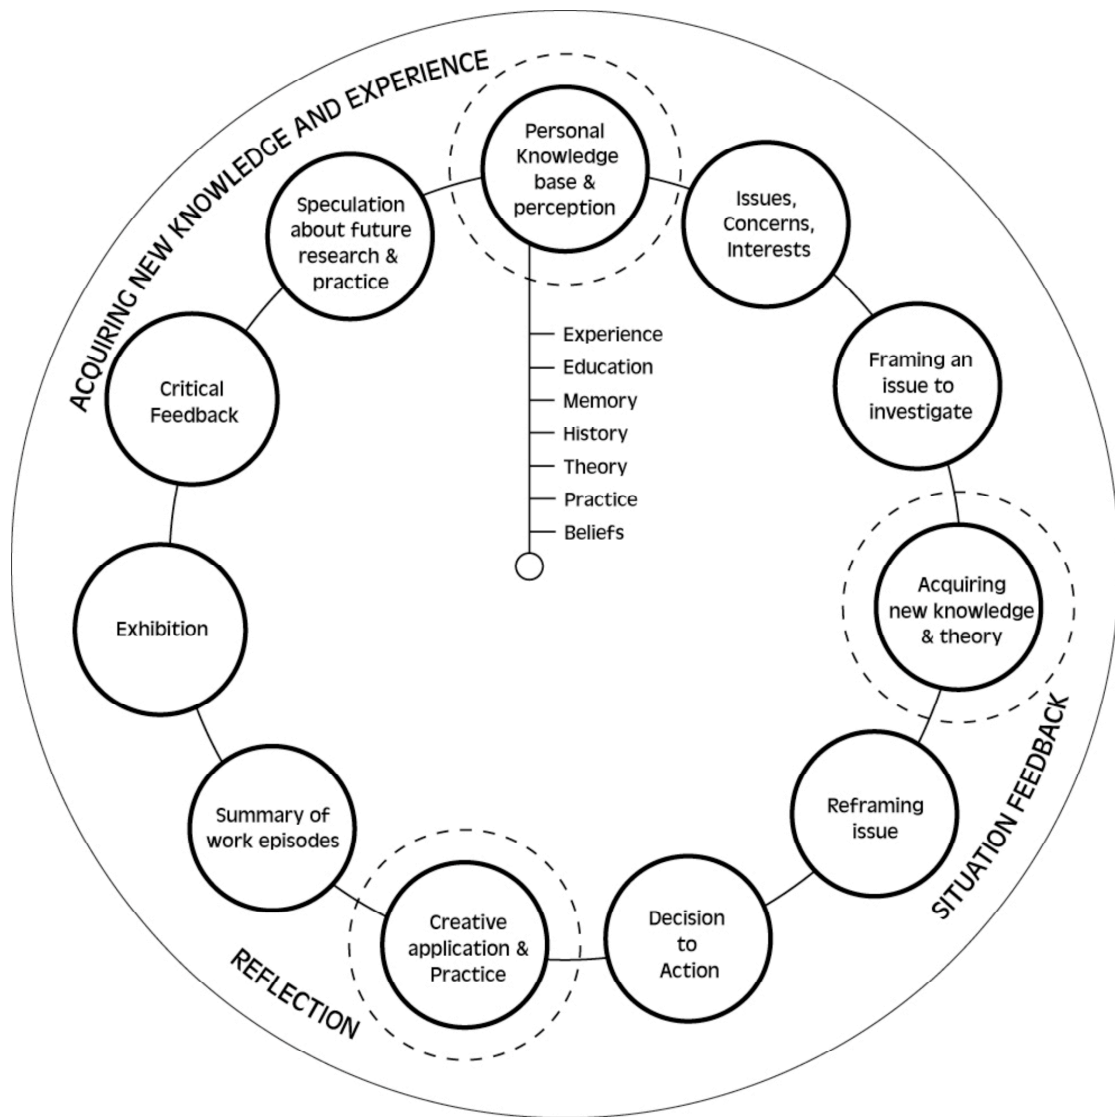 ACQUIRING NEW KNOWLEDGE AND EXPERIENCE
Personal
Knowledge
base &
perception
Issues,
Concerns,
Interests
Framing an
issue to
investigate
Acquiring
new knowledge
& theory
SITUATION FEEDBACK
Reframing
issue
Decision
to
Action
Creative
application &
Practice
REFLECTION
Summary of
work episodes
Exhibition
Critical
Feedback
Speculation
about future
research &
practice
Experience
Education
Memory
History
Theory
Practice
Beliefs